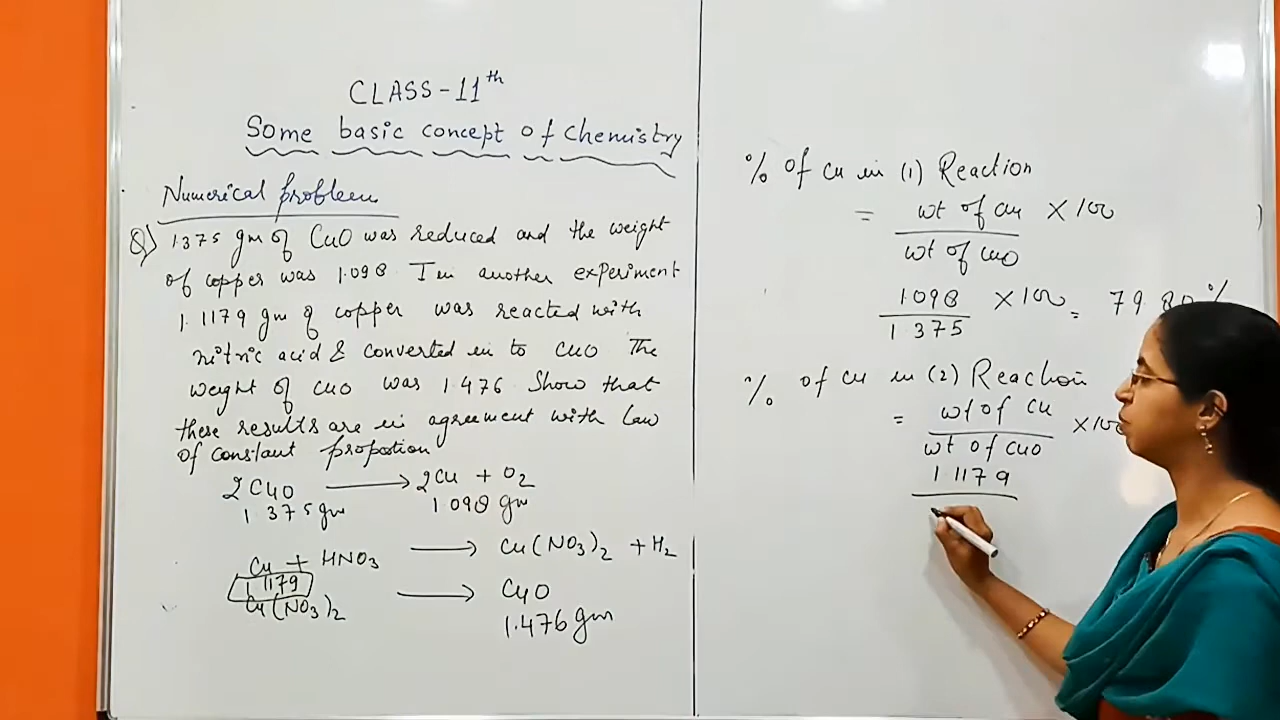 CLASS-11th
Some basic concept of Chemistry
Numerical problem
Q) 1.375 gm of CuO was reduced and the weight
of copper was 1.098 In another experiment
1.1179 gm of copper was reacted with
nitric acid & converted in to CuO The
weight of CuO was 1.476 Show that
these results are in agreement with law
of constant proportion
2CuO → 2Cu + O2
1.375 gm 1.098 gm
Cu + HNO3 → Cu(NO3)2 + H2
1.1179
Cu(NO3)2 → CuO
1.476 gm
% of Cu in (1) Reaction
= wt of Cu × 100
wt of CuO
1.098 × 100 = 79.80 %
1.375
% of Cu in (2) Reaction
= wt of Cu × 100
wt of CuO
1.1179